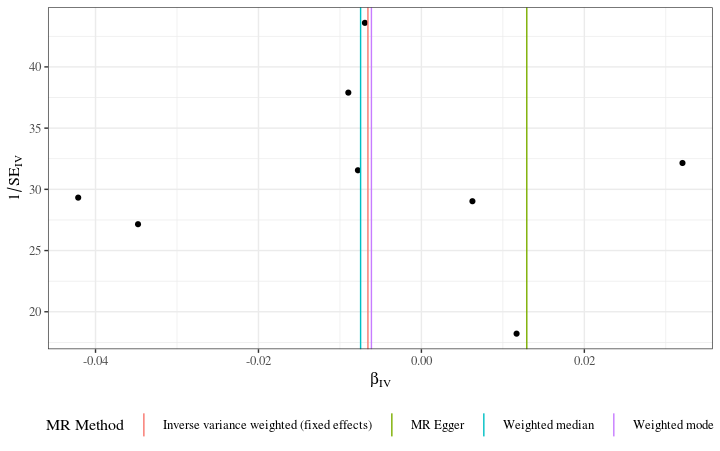 40
35
30
25
20
1/SE_IV
-0.04 -0.02 0.00 0.02
β_IV
MR Method Inverse variance weighted (fixed effects) MR Egger Weighted median Weighted mode